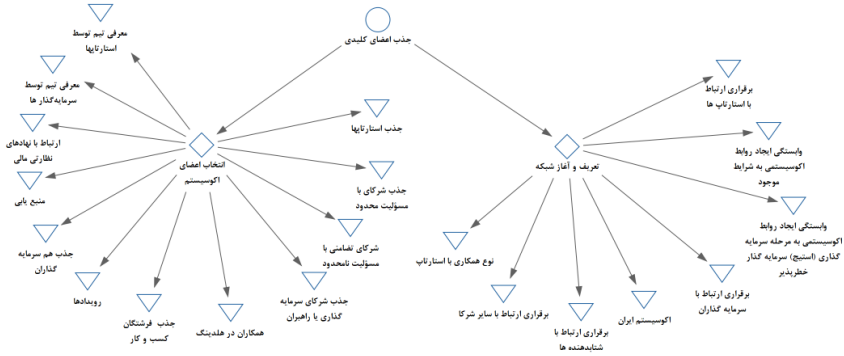 جذب اعضای کلیدی
معرفی تیم توسط
استارتاپها
معرفی تیم توسط
سرمایه‌گذار ها
ارتباط با نهادهای
نظارتی مالی
منبع یابی
جذب هم سرمایه
گذاران
رویدادها
جذب فرشتگان
کسب و کار
همکاران در هلدینگ
جذب شرکای سرمایه
گذاری یا راهبران
شرکای تضامنی با
مسؤلیت نامحدود
جذب شرکای با
مسؤلیت محدود
جذب استارتاپها
انتخاب اعضای
اکوسیستم
تعریف و آغاز شبکه
برقراری ارتباط
با استارتاپ ها
وابستگی ایجاد روابط
اکوسیستمی به شرایط
موجود
وابستگی ایجاد روابط
اکوسیستمی به مرحله سرمایه
گذاری (استیج) سرمایه گذار
خطرپذیر
برقراری ارتباط با
سرمایه گذاران
اکوسیستم ایران
برقراری ارتباط با
شتابدهنده ها
برقراری ارتباط با سایر شرکا
نوع همکاری با استارتاپ